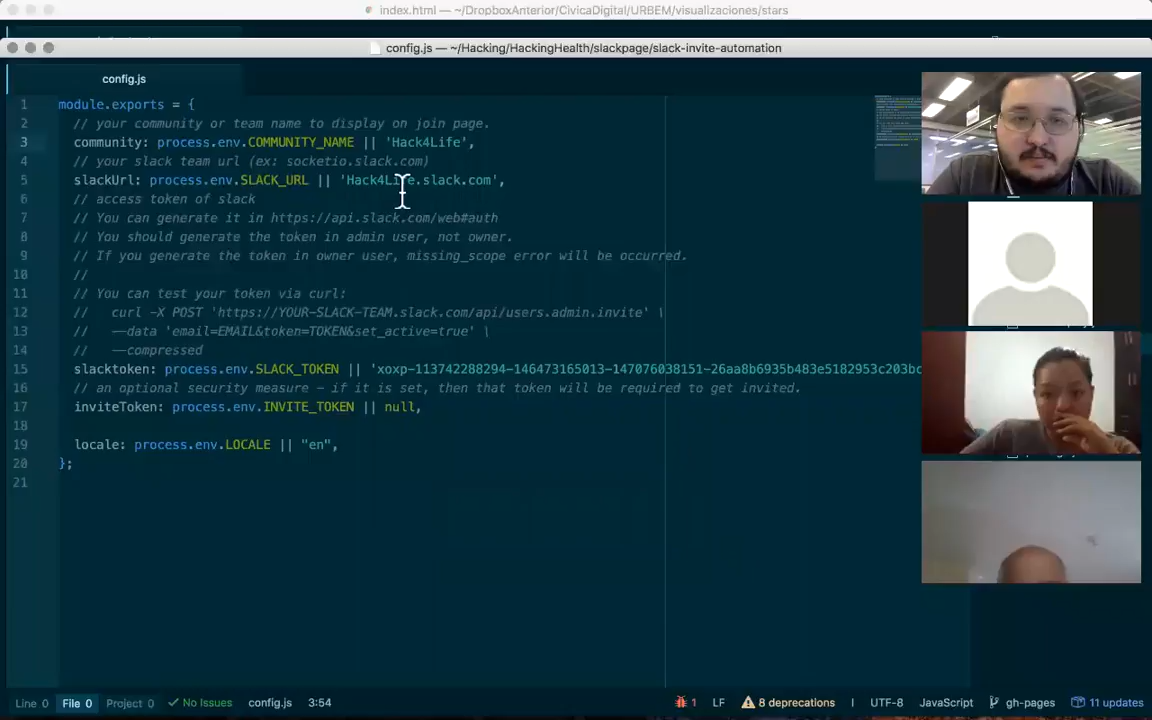 index.html — ~/DropboxAnterior/CivicaDigital/URBEM/visualizaciones/stars
config.js — ~/Hacking/HackingHealth/slackpage/slack-invite-automation
config.js
1 module.exports = {
2 // your community or team name to display on join page.
3 community: process.env.COMMUNITY_NAME || 'Hack4Life',
4 // your slack team url (ex: socketio.slack.com)
5 slackUrl: process.env.SLACK_URL || 'Hack4Life.slack.com',
6 // access token of slack
7 // You can generate it in https://api.slack.com/web#auth
8 // You should generate the token in admin user, not owner.
9 // If you generate the token in owner user, missing_scope error will be occurred.
10 //
11 // You can test your token via curl:
12 //   curl -X POST 'https://YOUR-SLACK-TEAM.slack.com/api/users.admin.invite' \
13 //   --data 'email=EMAIL&token=TOKEN&set_active=true' \
14 //   --compressed
15 slacktoken: process.env.SLACK_TOKEN || 'xoxp-113742288294-146473165013-147076038151-26aa8b6935b483e5182953c203bc
16 // an optional security measure - if it is set, then that token will be required to get invited.
17 inviteToken: process.env.INVITE_TOKEN || null,
18
19 locale: process.env.LOCALE || "en",
20 };
21
Line 0 File 0 Project 0 ✓ No Issues config.js 3:54 1 LF 8 deprecations UTF-8 JavaScript gh-pages 11 updates